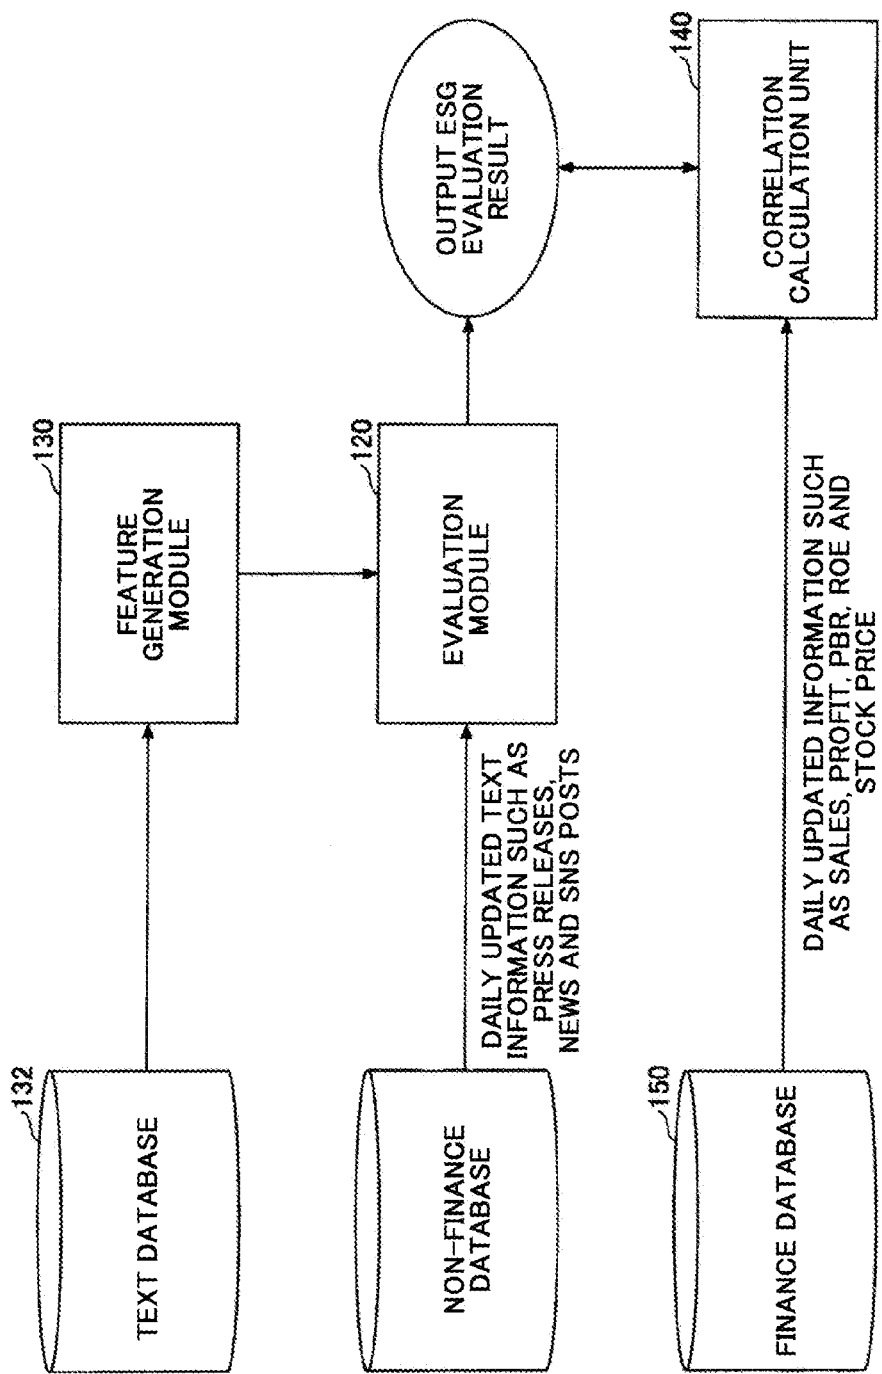 132
TEXT DATABASE
130
FEATURE
GENERATION
MODULE
NON-FINANCE
DATABASE
DAILY UPDATED TEXT
INFORMATION SUCH AS
PRESS RELEASES,
NEWS AND SNS POSTS
120
EVALUATION
MODULE
OUTPUT ESG
EVALUATION
RESULT
150
FINANCE DATABASE
DAILY UPDATED INFORMATION SUCH
AS SALES, PROFIT, PBR, ROE AND
STOCK PRICE
140
CORRELATION
CALCULATION UNIT